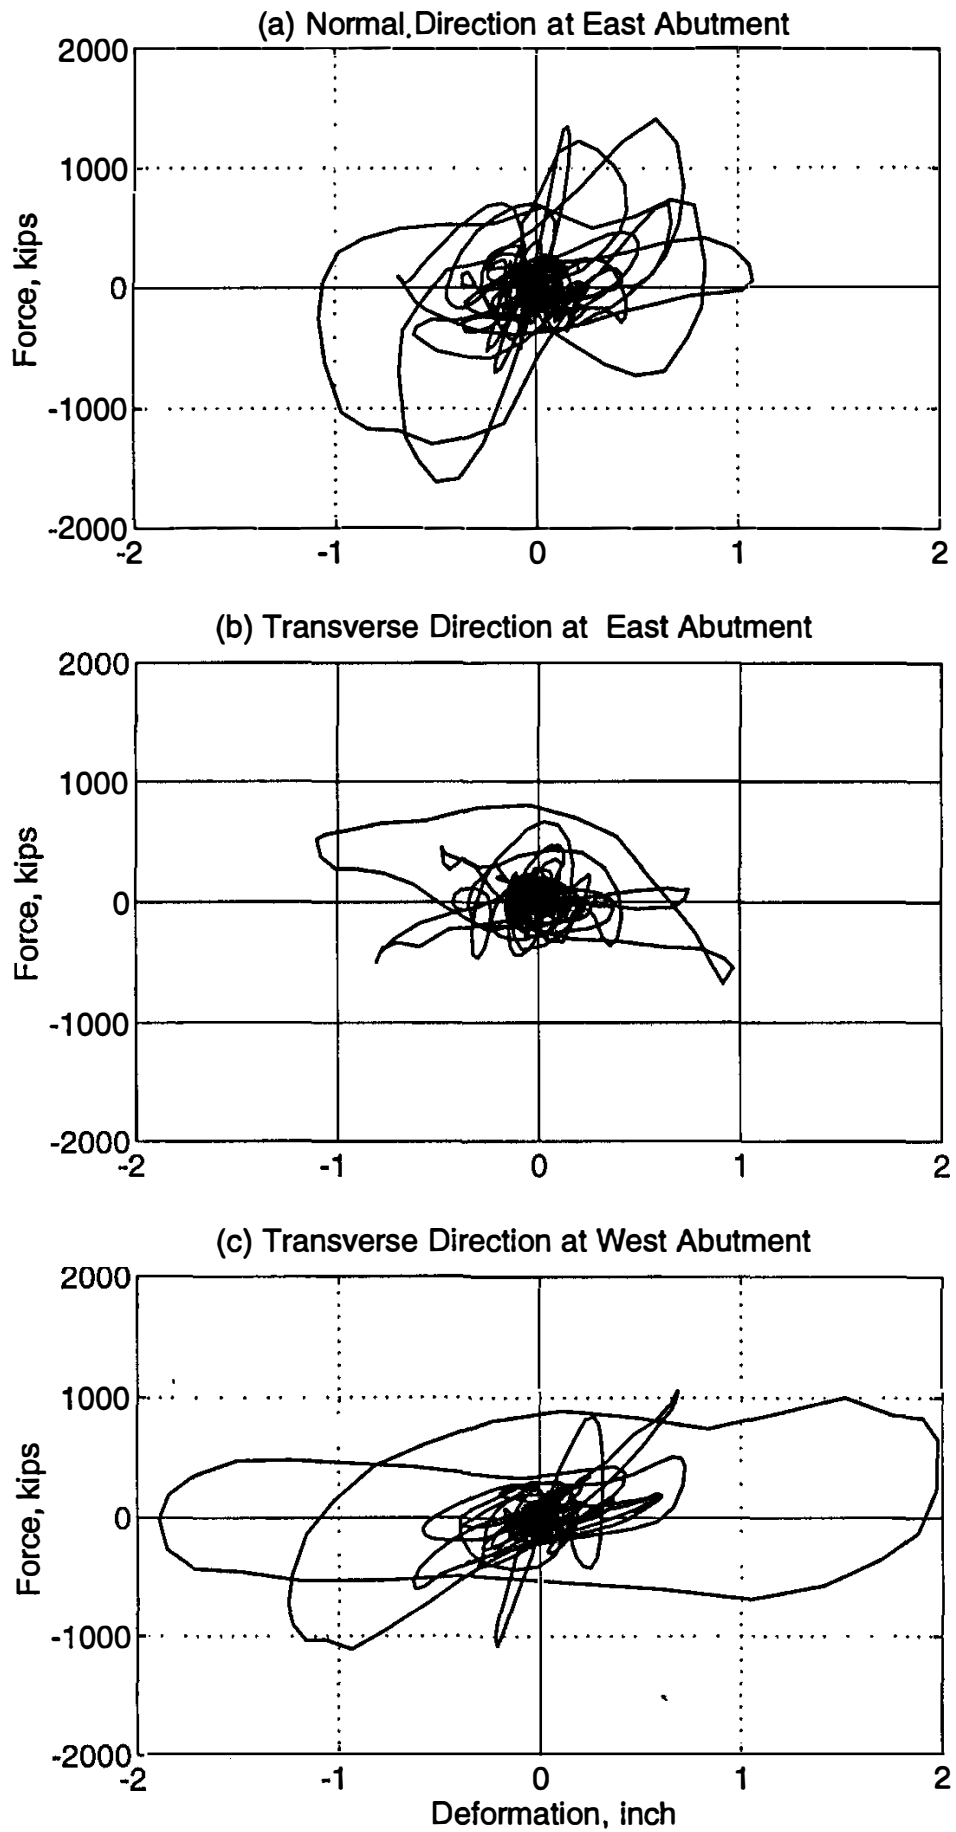 (a) Normal Direction at East Abutment
2000
1000
0
-1000
-2000
Force, kips
-2 -1 0 1 2
(b) Transverse Direction at East Abutment
2000
1000
0
-1000
-2000
Force, kips
-2 -1 0 1 2
(c) Transverse Direction at West Abutment
2000
1000
0
-1000
-2000
Force, kips
-2 -1 0 1 2
Deformation, inch